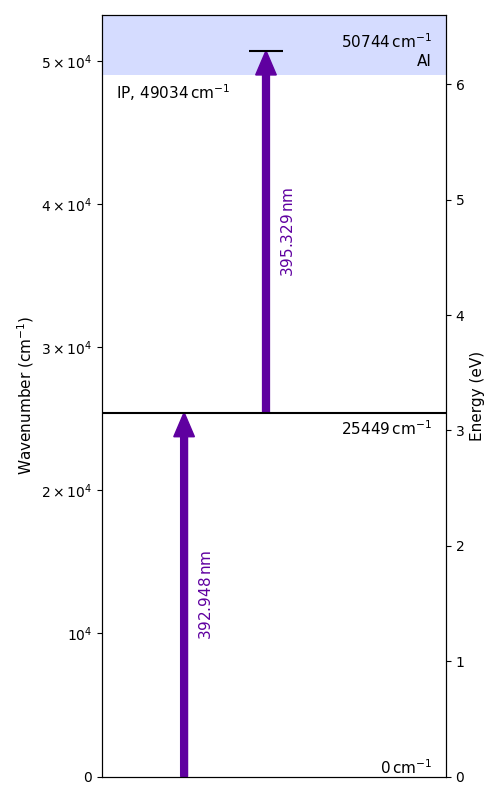 50744 cm⁻¹
AI
IP, 49034 cm⁻¹
395.329 nm
25449 cm⁻¹
392.948 nm
0 cm⁻¹
Wavenumber (cm⁻¹)
5 × 10⁴
4 × 10⁴
3 × 10⁴
2 × 10⁴
10⁴
0
Energy (eV)
6
5
4
3
2
1
0